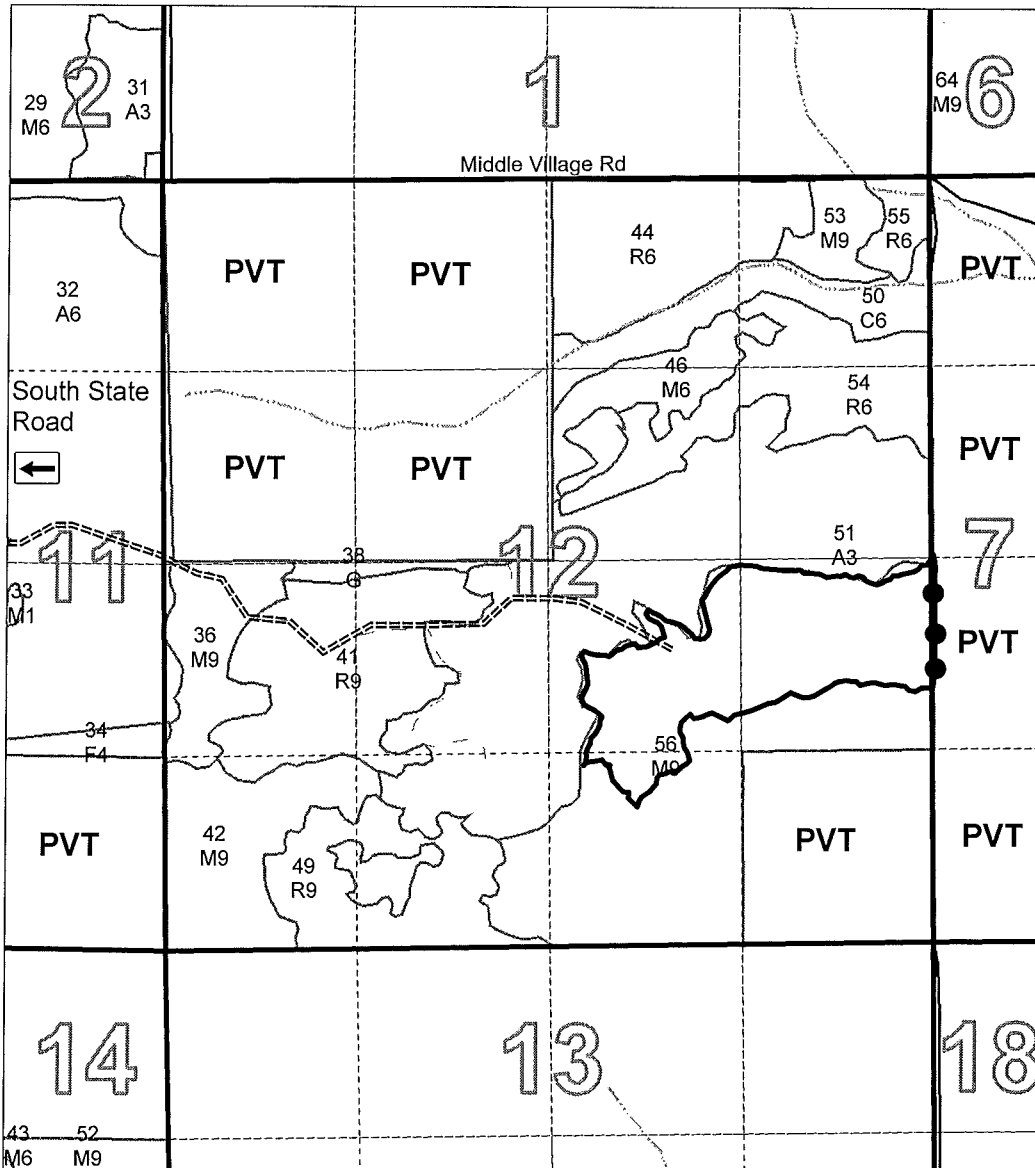 2
1
6
29
M6
31
A3
64
M9
Middle Village Rd
44
R6
53
M9
55
R6
PVT
PVT
PVT
32
A6
50
C6
South State
Road
46
M6
54
R6
PVT
PVT
PVT
11
12
7
38
51
A3
33
M1
36
M9
41
R9
PVT
34
F4
56
M9
PVT
42
M9
49
R9
PVT
PVT
14
13
18
43
M6
52
M9